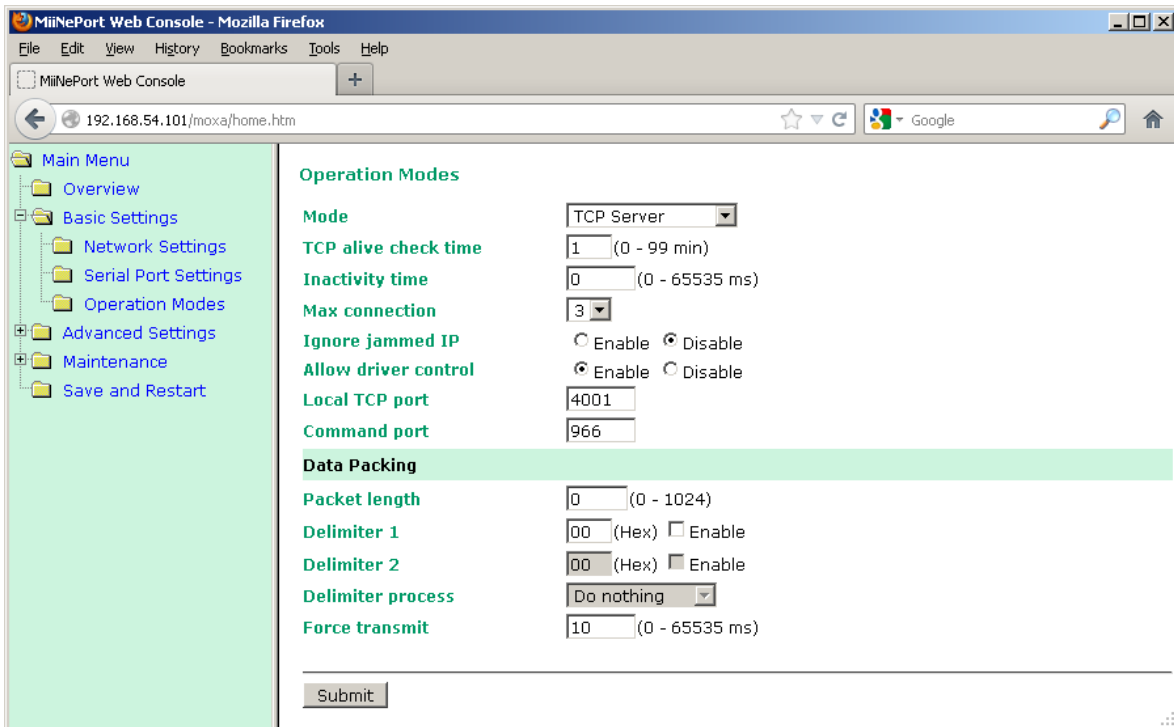 MiiNePort Web Console - Mozilla Firefox
File Edit View History Bookmarks Tools Help
MiiNePort Web Console +
192.168.54.101/moxa/home.htm Google
Main Menu
Overview
Basic Settings
Network Settings
Serial Port Settings
Operation Modes
Advanced Settings
Maintenance
Save and Restart
Operation Modes
Mode TCP Server
TCP alive check time 1 (0 - 99 min)
Inactivity time 0 (0 - 65535 ms)
Max connection 3
Ignore jammed IP Enable Disable
Allow driver control Enable Disable
Local TCP port 4001
Command port 966
Data Packing
Packet length 0 (0 - 1024)
Delimiter 1 00 (Hex) Enable
Delimiter 2 00 (Hex) Enable
Delimiter process Do nothing
Force transmit 10 (0 - 65535 ms)
Submit